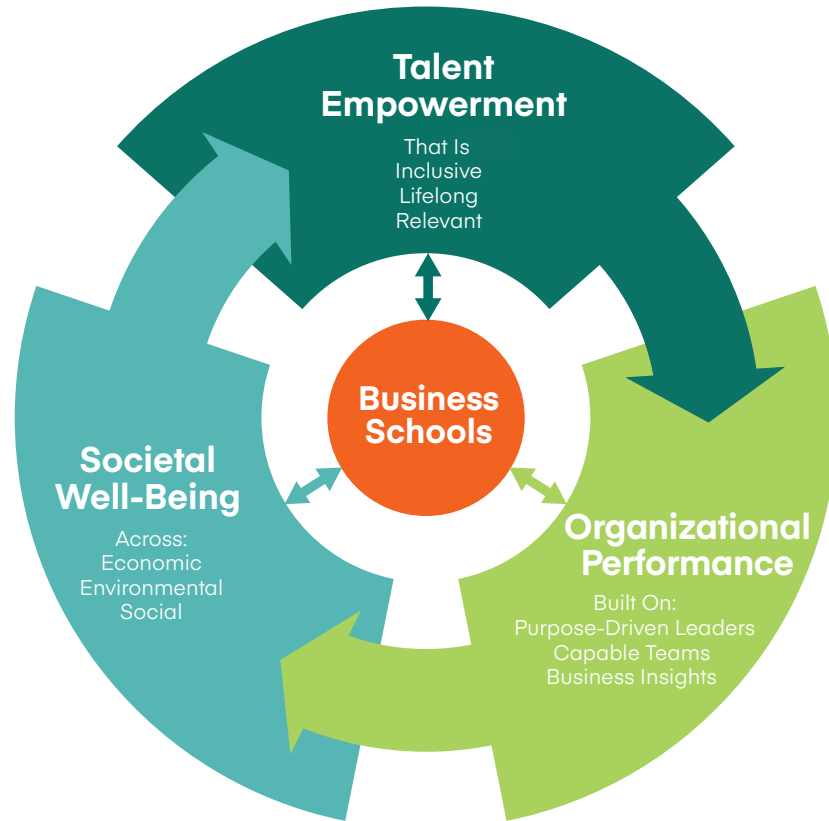 Talent
Empowerment
That Is
Inclusive
Lifelong
Relevant
Business
Schools
Societal
Well-Being
Across:
Economic
Environmental
Social
Organizational
Performance
Built On:
Purpose-Driven Leaders
Capable Teams
Business Insights